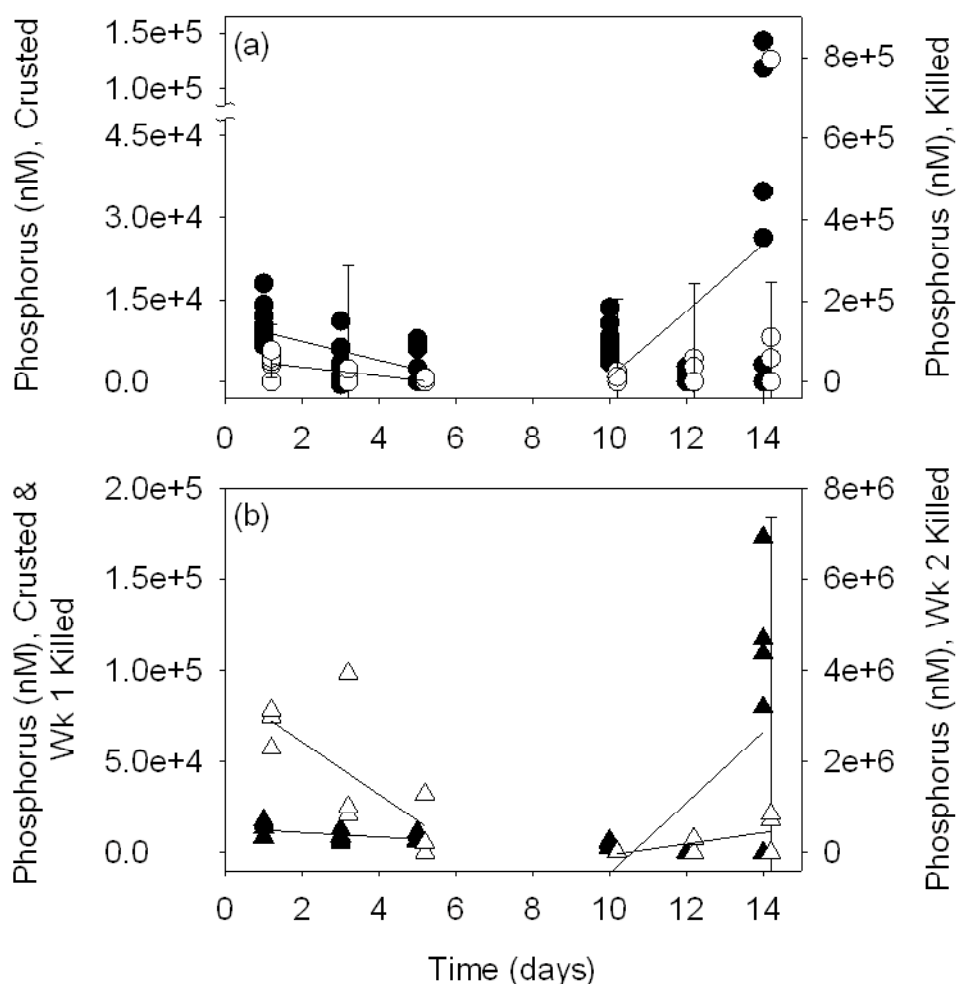 Phosphorus (nM), Crusted
1.5e+5
1.0e+5
4.5e+4
3.0e+4
1.5e+4
0.0
(a)
8e+5
6e+5
4e+5
2e+5
0
Phosphorus (nM), Killed
0 2 4 6 8 10 12 14
Phosphorus (nM), Crusted &
Wk 1 Killed
2.0e+5
1.5e+5
1.0e+5
5.0e+4
0.0
(b)
8e+6
6e+6
4e+6
2e+6
0
Phosphorus (nM), Wk 2 Killed
0 2 4 6 8 10 12 14
Time (days)